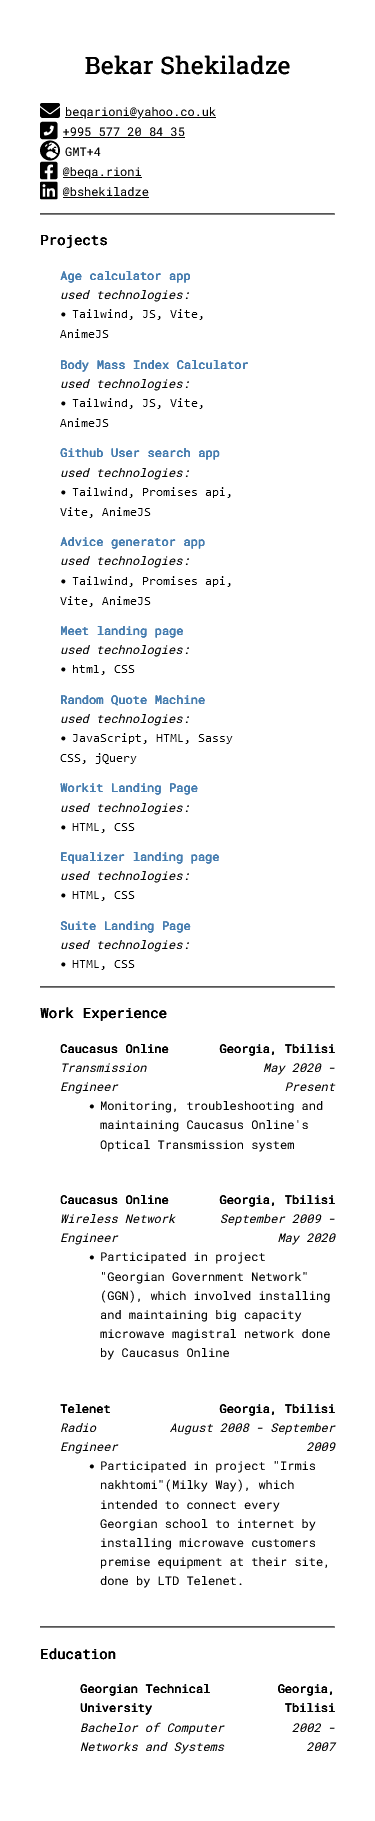 Bekar Shekiladze
beqarioni@yahoo.co.uk
+995 577 20 84 35
GMT+4
@beqa.rioni
@bshekiladze
Projects
Age calculator app
used technologies:
• Tailwind, JS, Vite,
AnimeJS
Body Mass Index Calculator
used technologies:
• Tailwind, JS, Vite,
AnimeJS
Github User search app
used technologies:
• Tailwind, Promises api,
Vite, AnimeJS
Advice generator app
used technologies:
• Tailwind, Promises api,
Vite, AnimeJS
Meet landing page
used technologies:
• html, CSS
Random Quote Machine
used technologies:
• JavaScript, HTML, Sassy
CSS, jQuery
Workit Landing Page
used technologies:
• HTML, CSS
Equalizer landing page
used technologies:
• HTML, CSS
Suite Landing Page
used technologies:
• HTML, CSS
Work Experience
Caucasus Online Georgia, Tbilisi
Transmission May 2020 -
Engineer Present
• Monitoring, troubleshooting and
maintaining Caucasus Online's
Optical Transmission system
Caucasus Online Georgia, Tbilisi
Wireless Network September 2009 -
Engineer May 2020
• Participated in project
"Georgian Government Network"
(GGN), which involved installing
and maintaining big capacity
microwave magistral network done
by Caucasus Online
Telenet Georgia, Tbilisi
Radio August 2008 - September
Engineer 2009
• Participated in project "Irmis
nakhtomi"(Milky Way), which
intended to connect every
Georgian school to internet by
installing microwave customers
premise equipment at their site,
done by LTD Telenet.
Education
Georgian Technical Georgia,
University Tbilisi
Bachelor of Computer 2002 -
Networks and Systems 2007